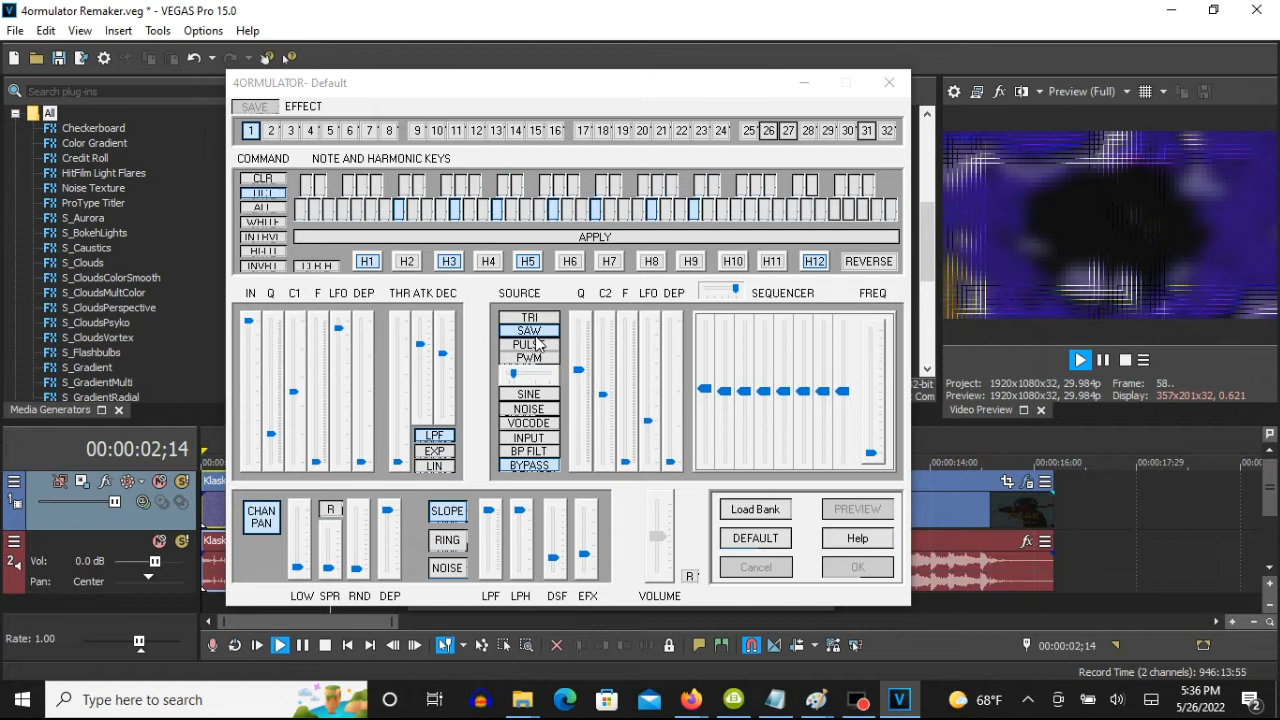 4ormulator Remaker.veg * - VEGAS Pro 15.0
File Edit View Insert Tools Options Help
4ORMULATOR- Default
Search plug-ins
Preview (Full)
SAVE EFFECT
All
1 2 3 4 5 6 7 8 9 10 11 12 13 14 15 16 17 18 19 20 21 22 23 24 25 26 27 28 29 30 31 32
Checkerboard
Color Gradient
Credit Roll
HitFilm Light Flares
Noise Texture
ProType Titler
S_Aurora
S_BokehLights
S_Caustics
S_Clouds
S_CloudsColorSmooth
S_CloudsMultColor
S_CloudsPerspective
S_CloudsPsyko
S_CloudsVortex
S_Flashbulbs
S_Gradient
S_GradientMulti
S_GradientRadial
COMMAND NOTE AND HARMONIC KEYS
CLR
ALL
WHITE
APPLY
H1 H2 H3 H4 H5 H6 H7 H8 H9 H10 H11 H12 REVERSE
IN Q C1 F LFO DEP THR ATK DEC SOURCE Q C2 F LFO DEP SEQUENCER FREQ
TRI
SAW
PULSE
PWM
SINE
NOISE
VOCODE
INPUT
BP FILT
BYPASS
LPF
EXP
LIN
Project: 1920x1080x32, 29.984p Frame: 58..
Preview: 1920x1080x32, 29.984p Display: 357x201x32, 0.621
Video Preview
Media Generators
00:00:02;14
00:00:14:00 00:00:16:00 00:00:17:29
CHAN PAN R SLOPE
RING
NOISE
Load Bank PREVIEW
DEFAULT Help
Cancel OK
R
LOW SPR RND DEP LPF LPH DSF EFX VOLUME
1
2
Vol: 0.0 dB
Pan: Center
Klask
Klask
Rate: 1.00
00:00:02;14
Record Time (2 channels): 946:13:55
Type here to search
68°F
5:36 PM
5/26/2022